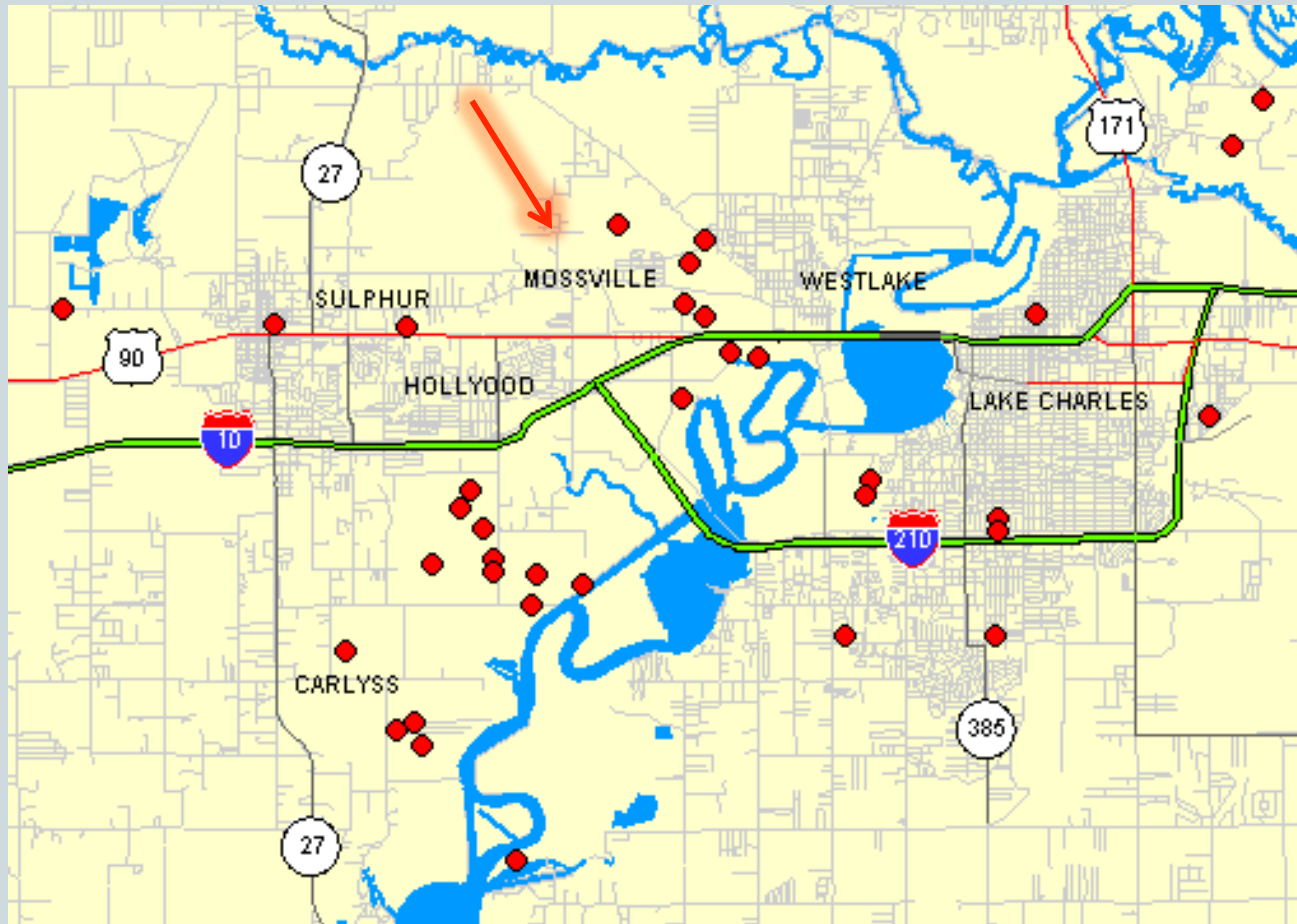 171
27
MOSSVILLE
WESTLAKE
SULPHUR
90
HOLLYOOD
LAKE CHARLES
10
210
CARLYSS
385
27